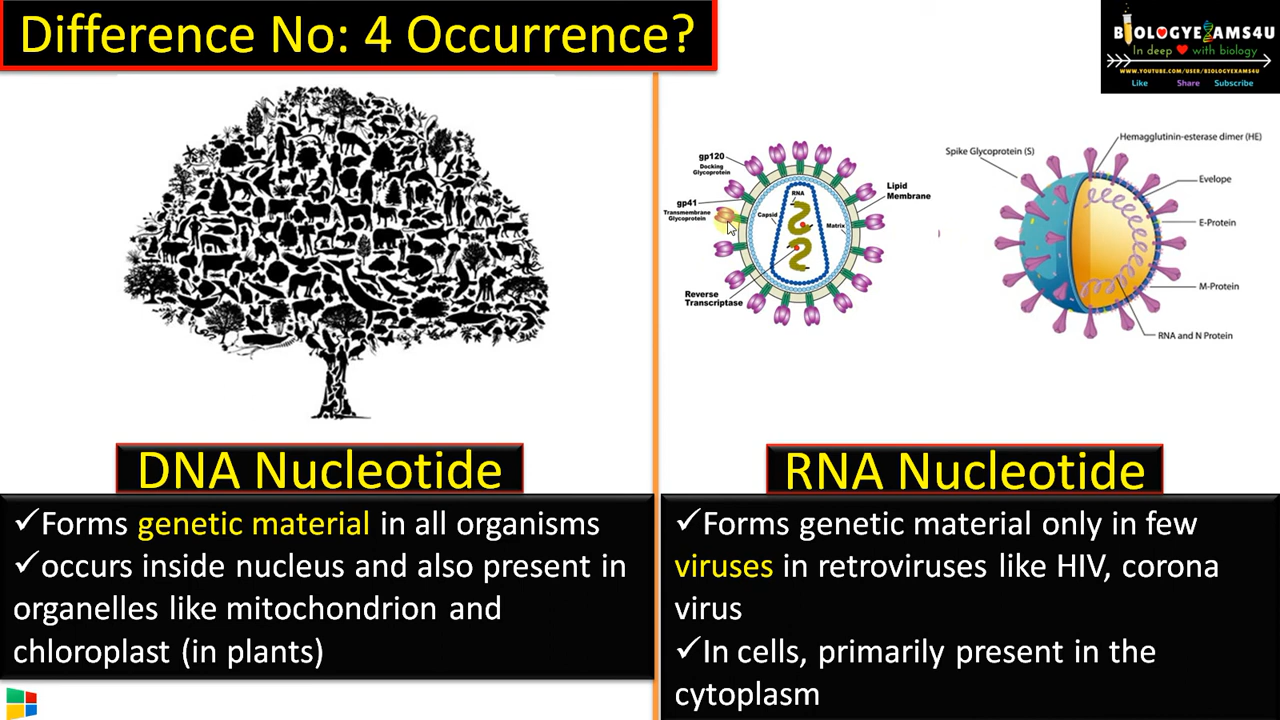 Difference No: 4 Occurrence?
BIOLOGYEXAMS4U
In deep with biology
WWW.YOUTUBE.COM/USER/BIOLOGYEXAMS4U
Like Share Subscribe
gp120
Docking
Glycoprotein
gp41
Transmembrane
Glycoprotein
RNA
Capsid
Matrix
Lipid
Membrane
Reverse
Transcriptase
Hemagglutinin-esterase dimer (HE)
Spike Glycoprotein (S)
Evelope
E-Protein
M-Protein
RNA and N Protein
DNA Nucleotide
✓Forms genetic material in all organisms
✓occurs inside nucleus and also present in
organelles like mitochondrion and
chloroplast (in plants)
RNA Nucleotide
✓Forms genetic material only in few
viruses in retroviruses like HIV, corona
virus
✓In cells, primarily present in the
cytoplasm